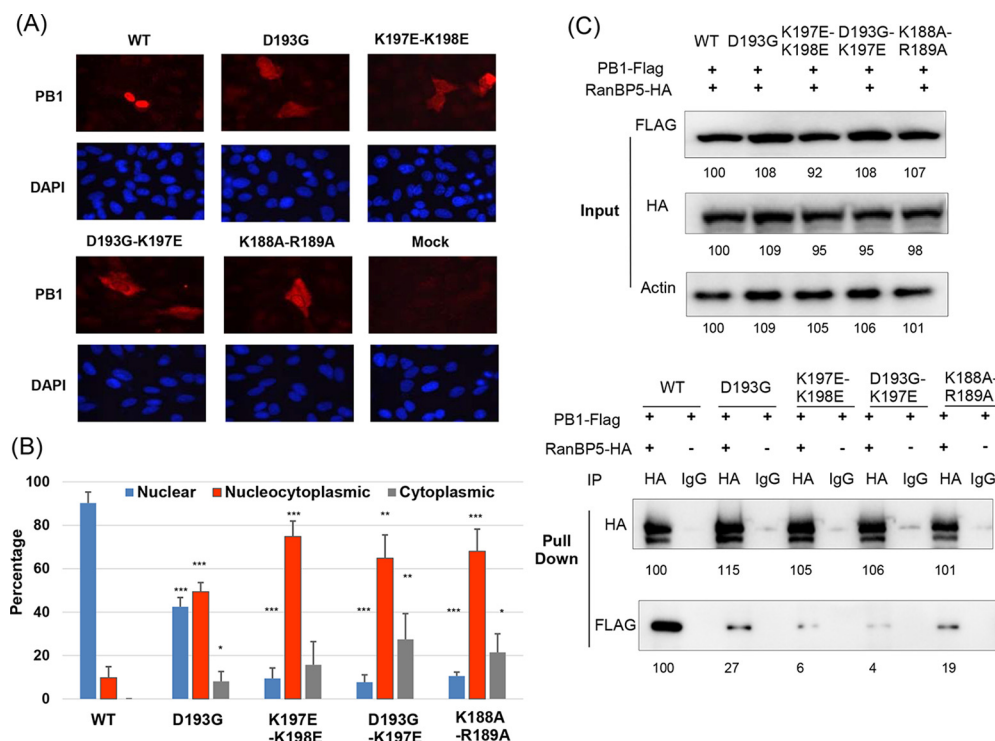 (A)
WT D193G K197E-K198E
PB1
DAPI
D193G-K197E K188A-R189A Mock
PB1
DAPI
(B)
Percentage
100
80
60
40
20
0
Nuclear Nucleocytoplasmic Cytoplasmic
*** *** * *** *** *** ** ** *** *** *
WT D193G K197E K197E
-K198E
D193G
-K197E
K188A
-R189A
(C)
WT D193G K197E-
K198E
D193G-
K197E
K188A-
R189A
PB1-Flag + + + + +
RanBP5-HA + + + + +
Input
FLAG
100 108 92 108 107
HA
100 109 95 95 98
Actin
100 109 105 106 101
WT D193G K197E-
K198E
D193G-
K197E
K188A-
R189A
PB1-Flag + + + + + + + + + +
RanBP5-HA + - + - + - + - + -
IP HA IgG HA IgG HA IgG HA IgG HA IgG
Pull
Down
HA
100 115 105 106 101
FLAG
100 27 6 4 19